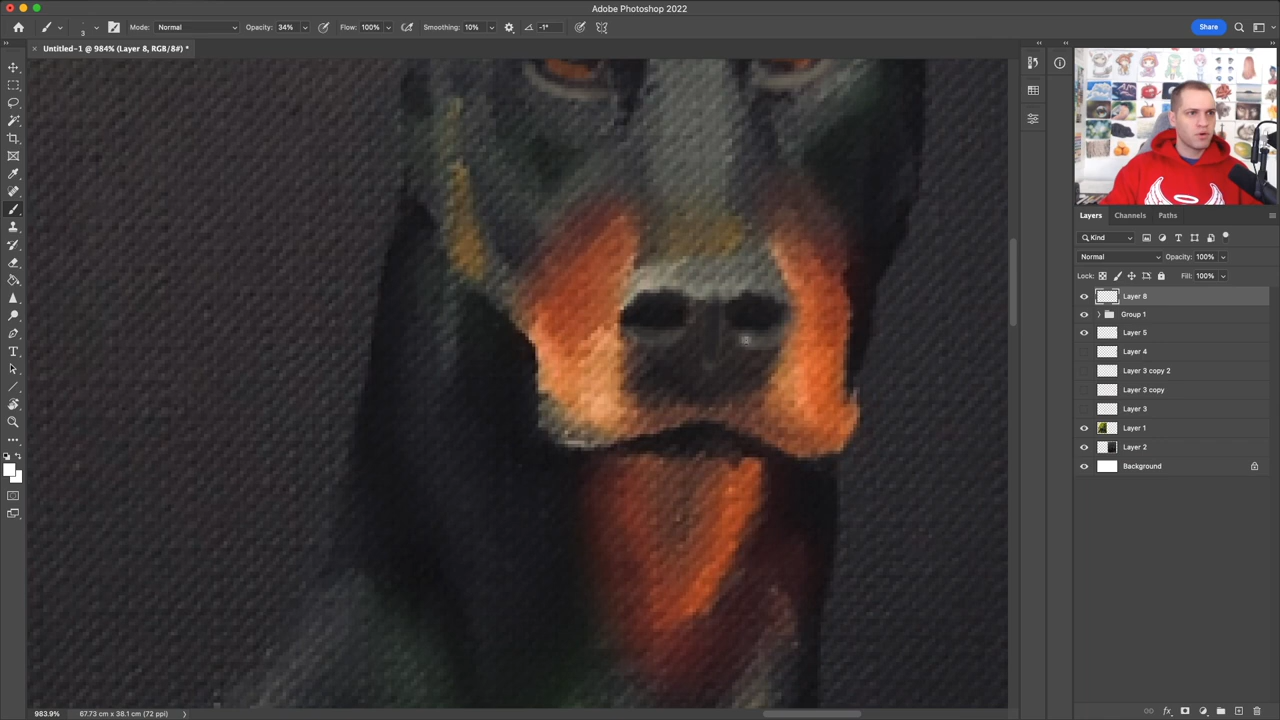 Adobe Photoshop 2022
3 Mode: Normal Opacity: 34% Flow: 100% Smoothing: 10% -1° Share
Untitled-1 @ 984% (Layer 8, RGB/8#) *
Layers Channels Paths
Kind
Normal Opacity: 100%
Lock: Fill: 100%
Layer 8
Group 1
Layer 5
Layer 4
Layer 3 copy 2
Layer 3 copy
Layer 3
Layer 1
Layer 2
Background
983.9% 67.73 cm x 38.1 cm (72 ppi)